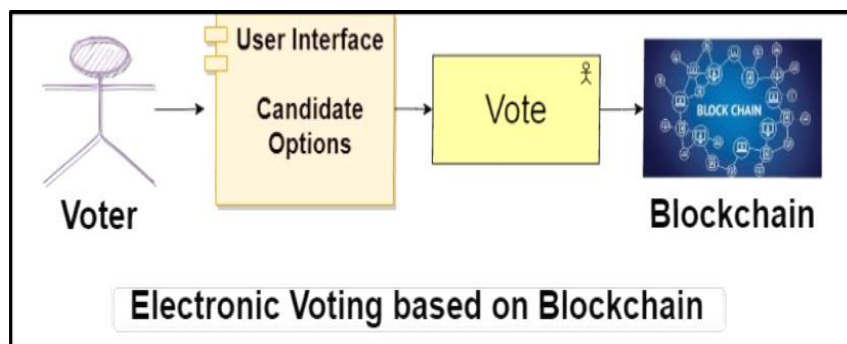 User Interface
Candidate
Options
Vote
BLOCK CHAIN
Voter
Blockchain
Electronic Voting based on Blockchain